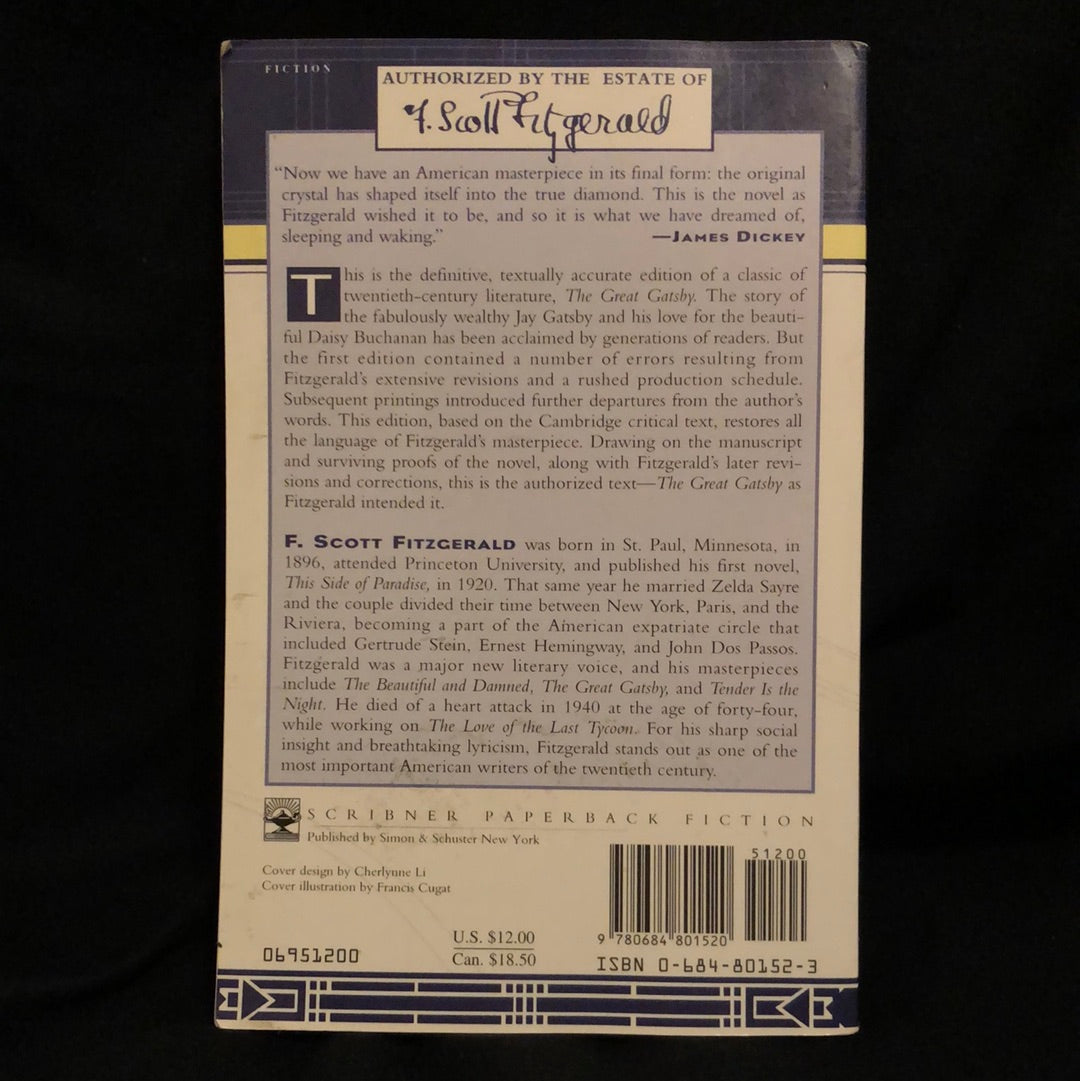 FICTION
AUTHORIZED BY THE ESTATE OF
F. Scott Fitzgerald
“Now we have an American masterpiece in its final form: the original
crystal has shaped itself into the true diamond. This is the novel as
Fitzgerald wished it to be, and so it is what we have dreamed of,
sleeping and waking.” —JAMES DICKEY
This is the definitive, textually accurate edition of a classic of
twentieth-century literature, The Great Gatsby. The story of
the fabulously wealthy Jay Gatsby and his love for the beauti-
ful Daisy Buchanan has been acclaimed by generations of readers. But
the first edition contained a number of errors resulting from
Fitzgerald’s extensive revisions and a rushed production schedule.
Subsequent printings introduced further departures from the author’s
words. This edition, based on the Cambridge critical text, restores all
the language of Fitzgerald’s masterpiece. Drawing on the manuscript
and surviving proofs of the novel, along with Fitzgerald’s later revi-
sions and corrections, this is the authorized text—The Great Gatsby as
Fitzgerald intended it.
F. SCOTT FITZGERALD was born in St. Paul, Minnesota, in
1896, attended Princeton University, and published his first novel,
This Side of Paradise, in 1920. That same year he married Zelda Sayre
and the couple divided their time between New York, Paris, and the
Riviera, becoming a part of the American expatriate circle that
included Gertrude Stein, Ernest Hemingway, and John Dos Passos.
Fitzgerald was a major new literary voice, and his masterpieces
include The Beautiful and Damned, The Great Gatsby, and Tender Is the
Night. He died of a heart attack in 1940 at the age of forty-four,
while working on The Love of the Last Tycoon. For his sharp social
insight and breathtaking lyricism, Fitzgerald stands out as one of the
most important American writers of the twentieth century.
SCRIBNER PAPERBACK FICTION
Published by Simon & Schuster New York
Cover design by Cherlynne Li
Cover illustration by Francis Cugat
06951200
U.S. $12.00
Can. $18.50
51200
9 780684 801520
ISBN 0-684-80152-3